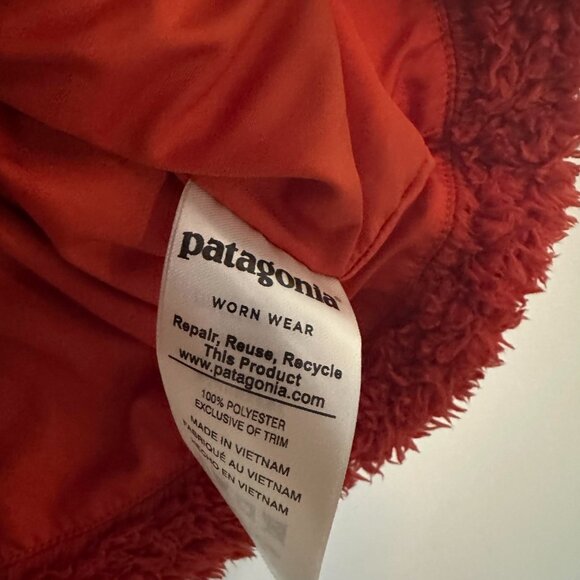 patagonia®
WORN WEAR
Repair, Reuse, Recycle
This Product
www.patagonia.com
100% POLYESTER
EXCLUSIVE OF TRIM
MADE IN VIETNAM
FABRIQUÉ AU VIETNAM
HECHO EN VIETNAM